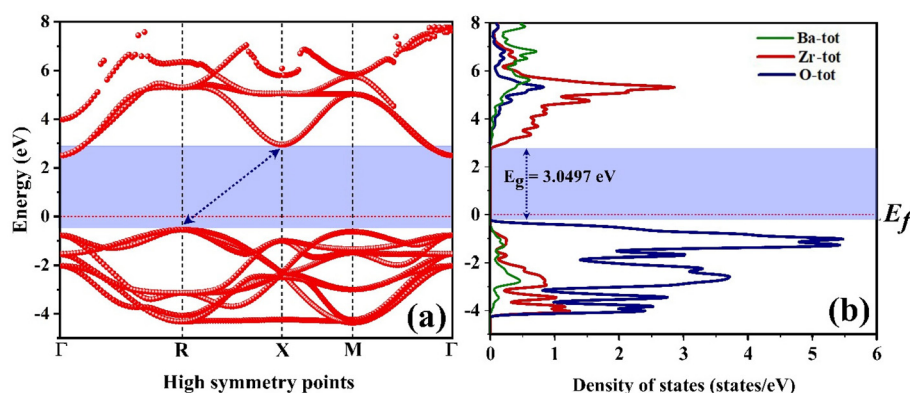 8
6
4
2
0
-2
-4
Energy (eV)
(a)
Γ
R
X
M
Γ
High symmetry points
8
6
4
2
0
-2
-4
Ba-tot
Zr-tot
O-tot
E_g = 3.0497 eV
E_f
(b)
0
1
2
3
4
5
6
Density of states (states/eV)